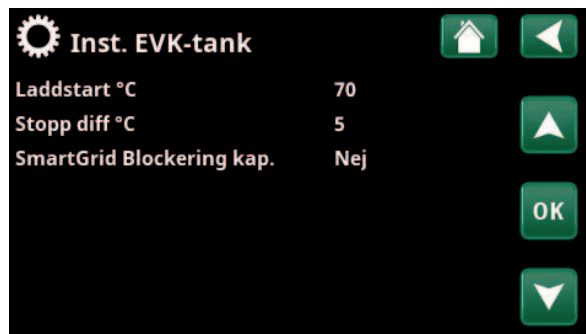 Inst. EVK-tank
Laddstart °C 70
Stopp diff °C 5
SmartGrid Blockering kap. Nej
OK